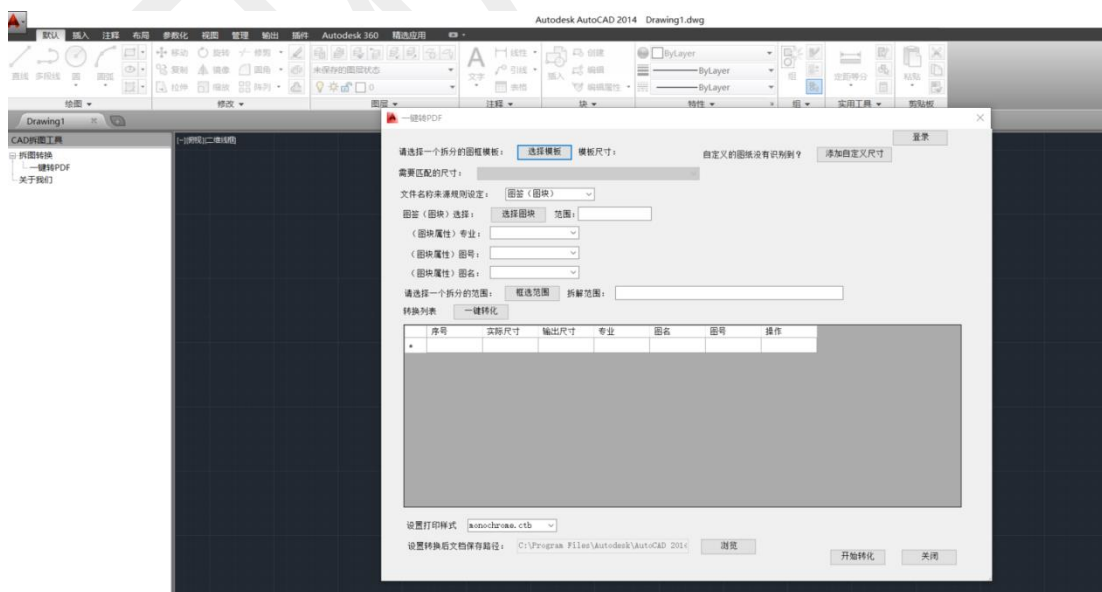 Autodesk AutoCAD 2014 Drawing1.dwg
默认 插入 注释 布局 参数化 视图 管理 输出 插件 Autodesk 360 精选应用
移动 旋转 修剪 线性 创建 ByLayer
直线 多段线 圆 圆弧 复制 镜像 圆角 未保存的图层状态 文字 引线 插入 编辑 ByLayer 组 定距等分 粘贴
拉伸 缩放 阵列 0 表格 编辑属性 ByLayer
绘图 修改 图层 注释 块 特性 组 实用工具 剪贴板
Drawing1
CAD拆图工具
拆图转换
一键转PDF
关于我们
[-][俯视][二维线框]
一键转PDF
登录
请选择一个拆分的图框模板: 选择模板 模板尺寸: 自定义的图纸没有识别到? 添加自定义尺寸
需要匹配的尺寸:
文件名称来源规则设定: 图签(图块)
图签(图块)选择: 选择图块 范围:
(图块属性)专业:
(图块属性)图号:
(图块属性)图名:
请选择一个拆分的范围: 框选范围 拆解范围:
转换列表 一键转化
序号 实际尺寸 输出尺寸 专业 图名 图号 操作
设置打印样式 monochrome.ctb
设置转换后文档保存路径: C:\Program Files\Autodesk\AutoCAD 2014 浏览
开始转化 关闭